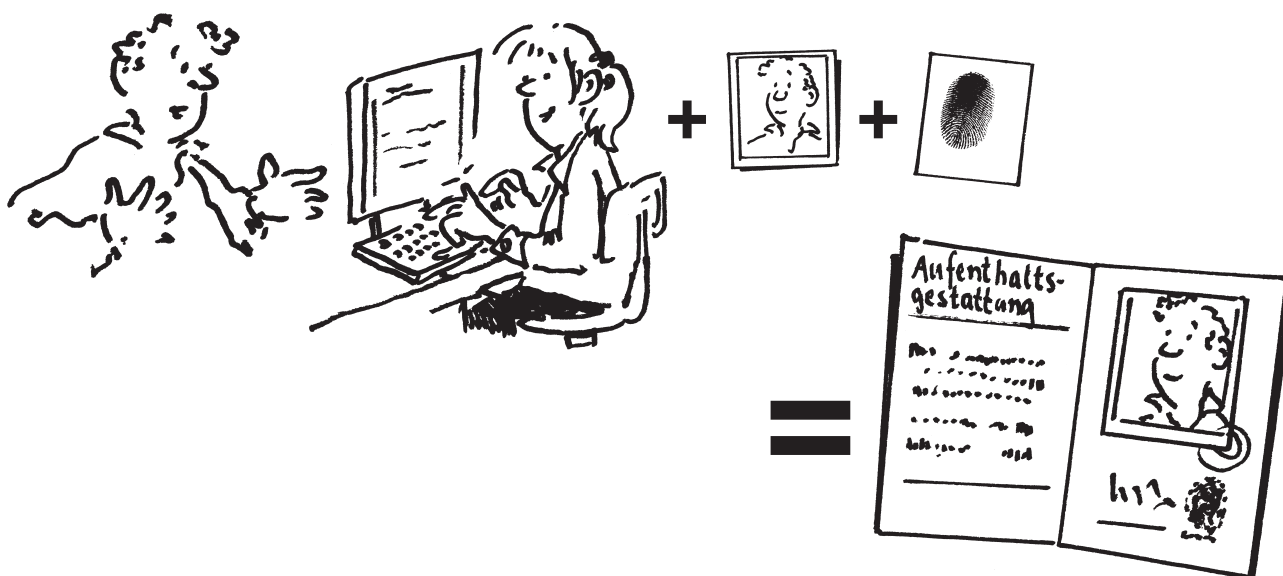 +
+
=
Aufenthalts-
gestattung